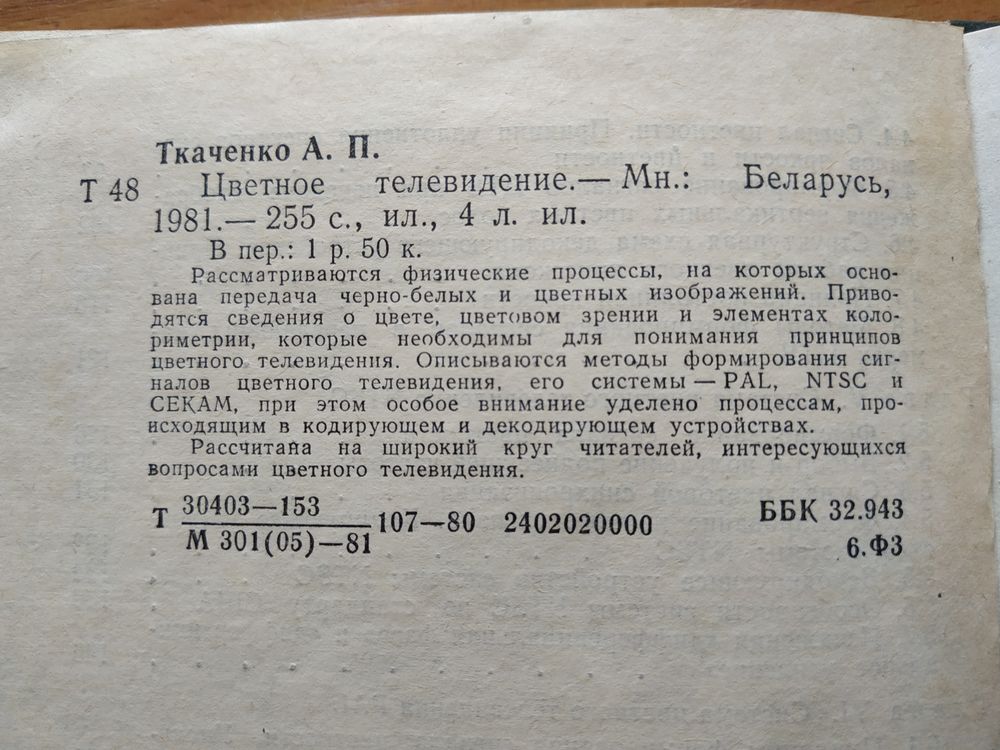 Ткаченко А. П.
Т 48 Цветное телевидение.— Мн.: Беларусь,
1981.— 255 с., ил., 4 л. ил.
В пер.: 1 р. 50 к.
Рассматриваются физические процессы, на которых осно-
вана передача черно-белых и цветных изображений. Приво-
дятся сведения о цвете, цветовом зрении и элементах коло-
риметрии, которые необходимы для понимания принципов
цветного телевидения. Описываются методы формирования сиг-
налов цветного телевидения, его системы — PAL, NTSC и
СЕКАМ, при этом особое внимание уделено процессам, про-
исходящим в кодирующем и декодирующем устройствах.
Рассчитана на широкий круг читателей, интересующихся
вопросами цветного телевидения.
Т 30403—153
М 301(05)—81 107—80 2402020000
ББК 32.943
6.Ф3